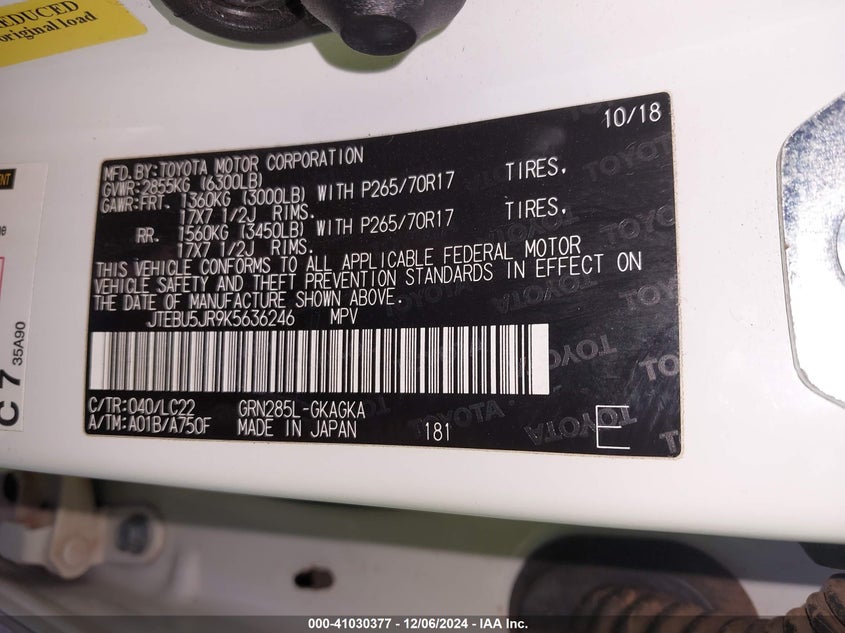 REDUCED
original load
10/18
MFD.BY:TOYOTA MOTOR CORPORATION
GVWR:2855KG (6300LB)
GAWR:FRT. 1360KG (3000LB) WITH P265/70R17 TIRES,
17X7 1/2J RIMS.
RR. 1560KG (3450LB) WITH P265/70R17 TIRES,
17X7 1/2J RIMS.
THIS VEHICLE CONFORMS TO ALL APPLICABLE FEDERAL MOTOR
VEHICLE SAFETY AND THEFT PREVENTION STANDARDS IN EFFECT ON
THE DATE OF MANUFACTURE SHOWN ABOVE.
JTEBU5JR9K5636246 MPV
C/TR:040/LC22 GRN285L-GKAGKA
A/TM:A01B/A750F MADE IN JAPAN 181 E
C 7 35A90
TOYOTA
000-41030377 - 12/06/2024 - IAA Inc.